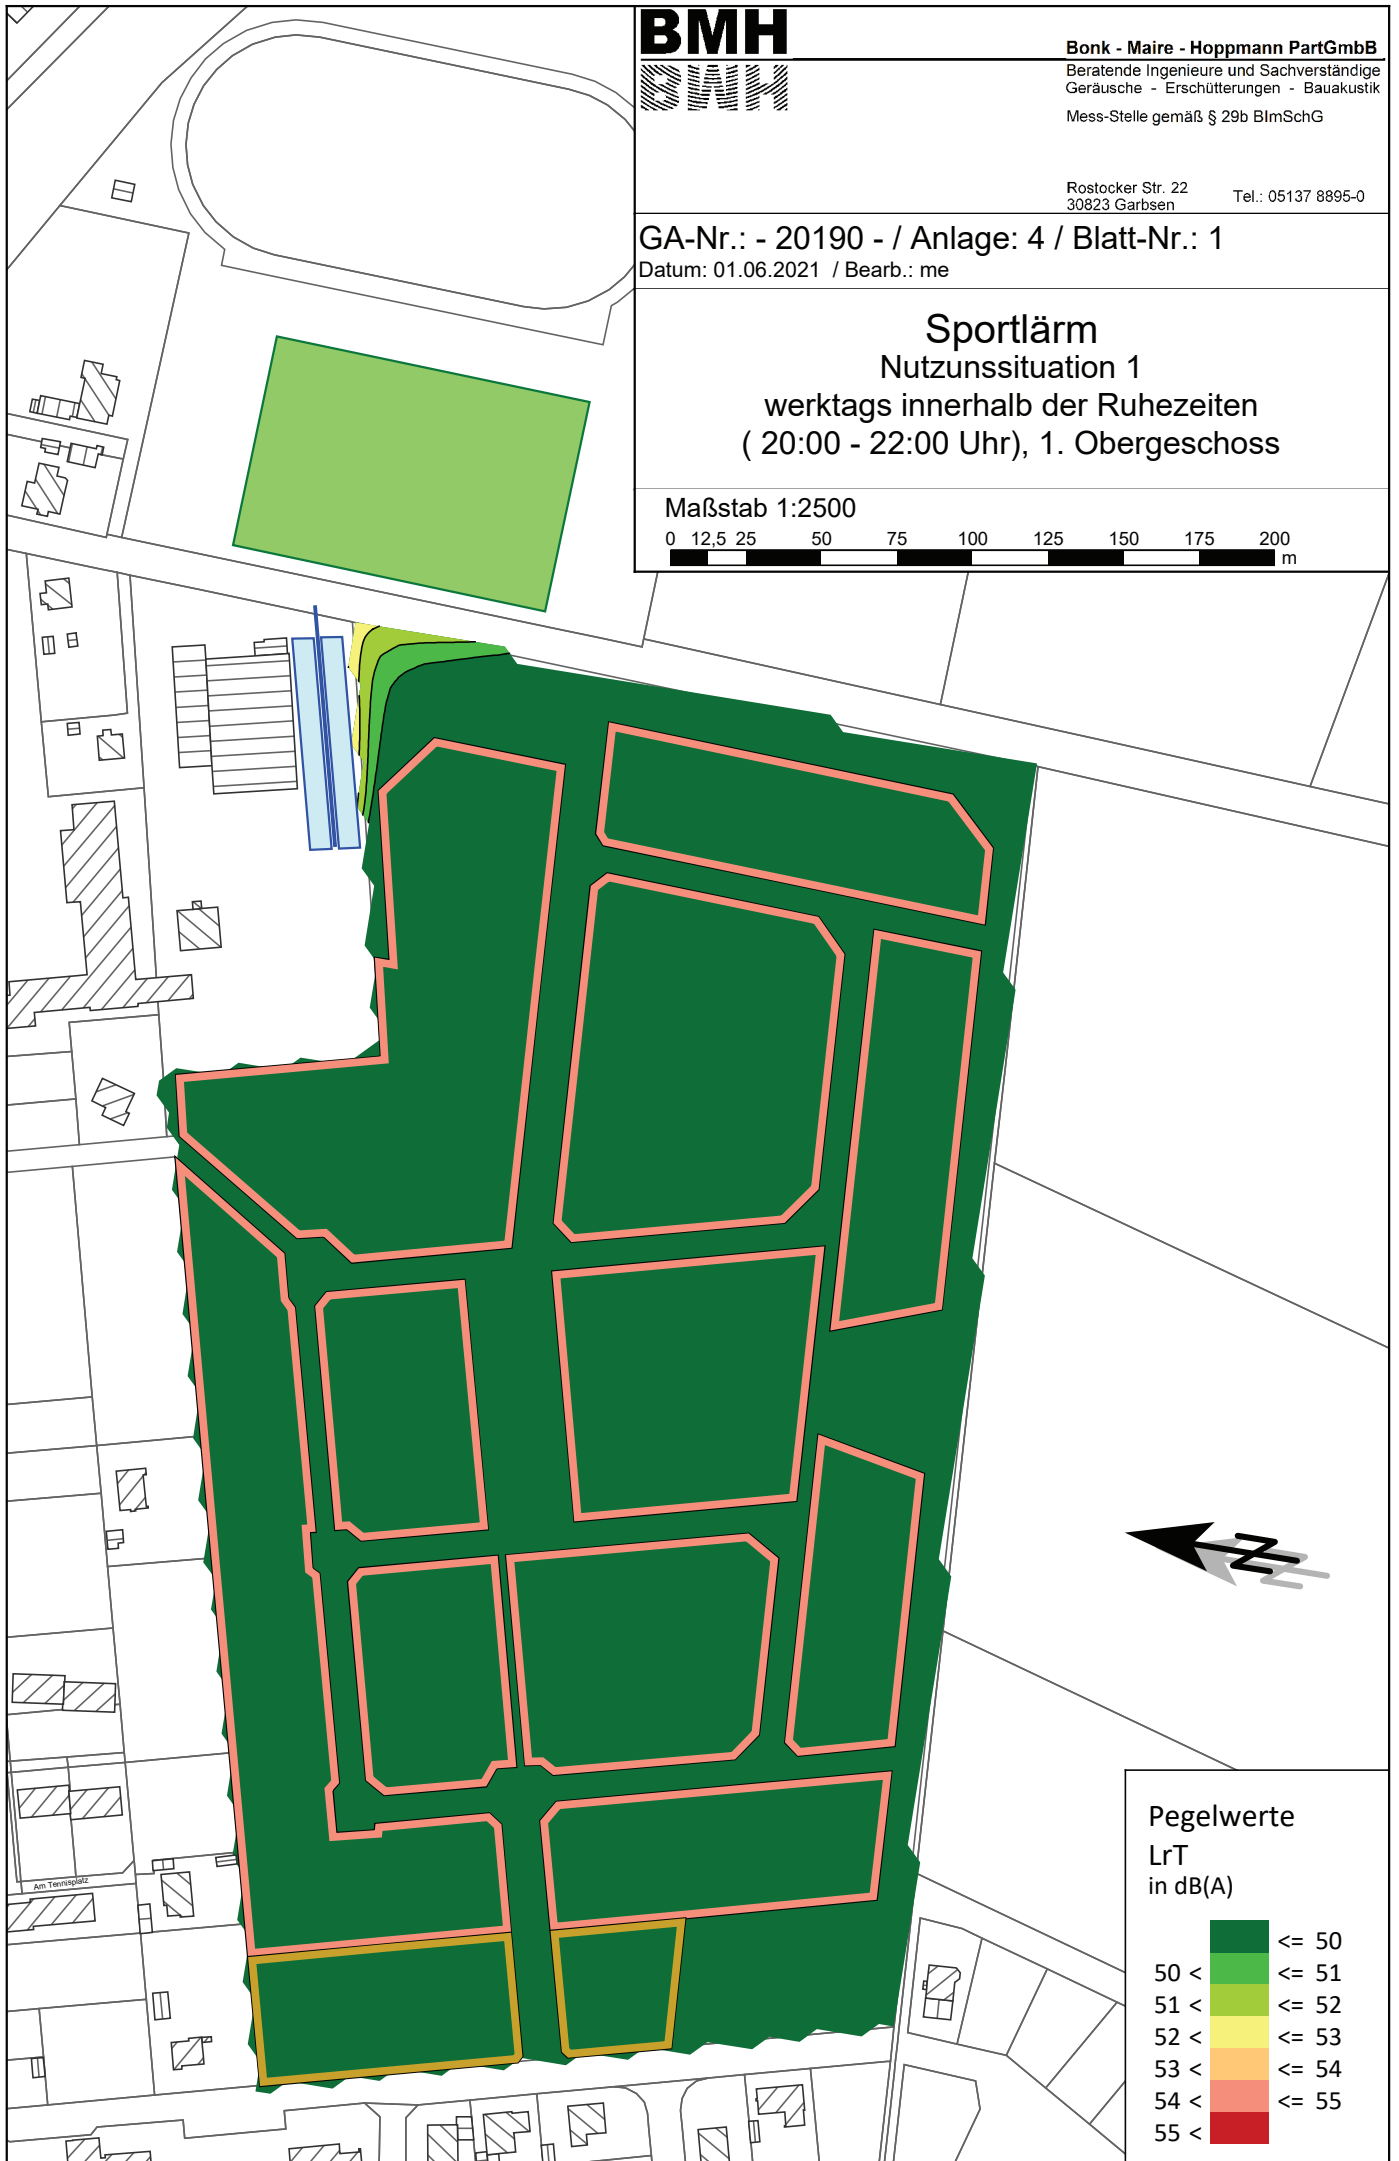 BMH
BMH
Bonk - Maire - Hoppmann PartGmbB
Beratende Ingenieure und Sachverständige
Geräusche - Erschütterungen - Bauakustik
Mess-Stelle gemäß § 29b BImSchG
Rostocker Str. 22
30823 Garbsen
Tel.: 05137 8895-0
GA-Nr.: - 20190 - / Anlage: 4 / Blatt-Nr.: 1
Datum: 01.06.2021 / Bearb.: me
Sportlärm
Nutzunssituation 1
werktags innerhalb der Ruhezeiten
( 20:00 - 22:00 Uhr), 1. Obergeschoss
Maßstab 1:2500
0 12,5 25 50 75 100 125 150 175 200
m
N
Am Tennisplatz
Pegelwerte
LrT
in dB(A)
<= 50
50 < <= 51
51 < <= 52
52 < <= 53
53 < <= 54
54 < <= 55
55 <